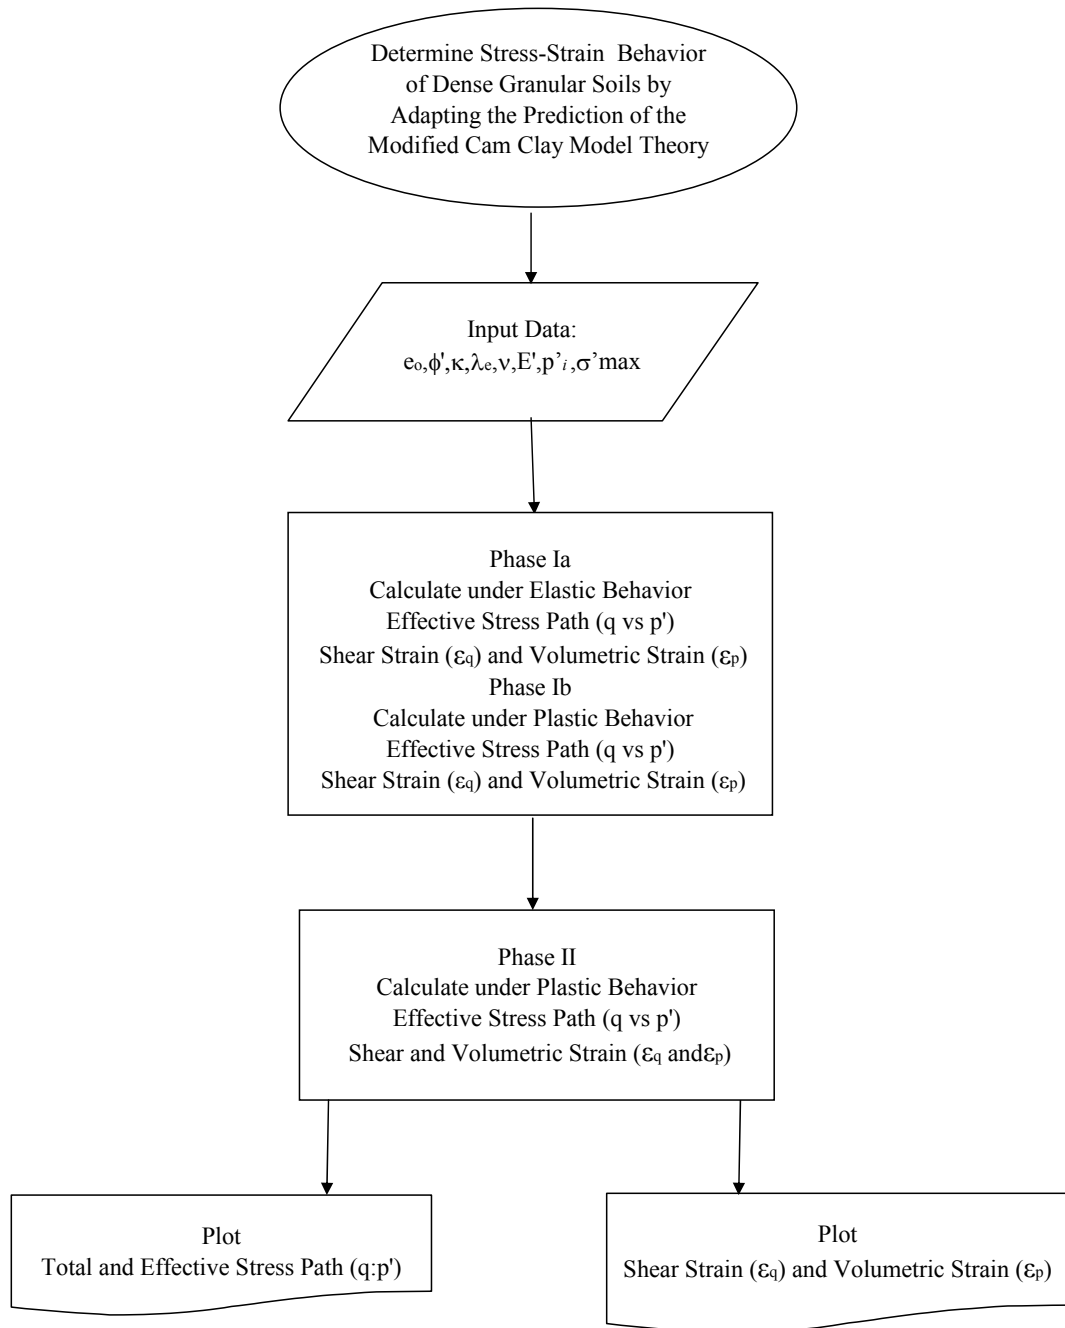 Determine Stress-Strain Behavior
of Dense Granular Soils by
Adapting the Prediction of the
Modified Cam Clay Model Theory
Input Data:
eₒ,ϕ',κ,λₑ,ν,E',p'ᵢ,σ'max
Phase Ia
Calculate under Elastic Behavior
Effective Stress Path (q vs p')
Shear Strain (εq) and Volumetric Strain (εp)
Phase Ib
Calculate under Plastic Behavior
Effective Stress Path (q vs p')
Shear Strain (εq) and Volumetric Strain (εp)
Phase II
Calculate under Plastic Behavior
Effective Stress Path (q vs p')
Shear and Volumetric Strain (εq andεp)
Plot
Total and Effective Stress Path (q:p')
Plot
Shear Strain (εq) and Volumetric Strain (εp)